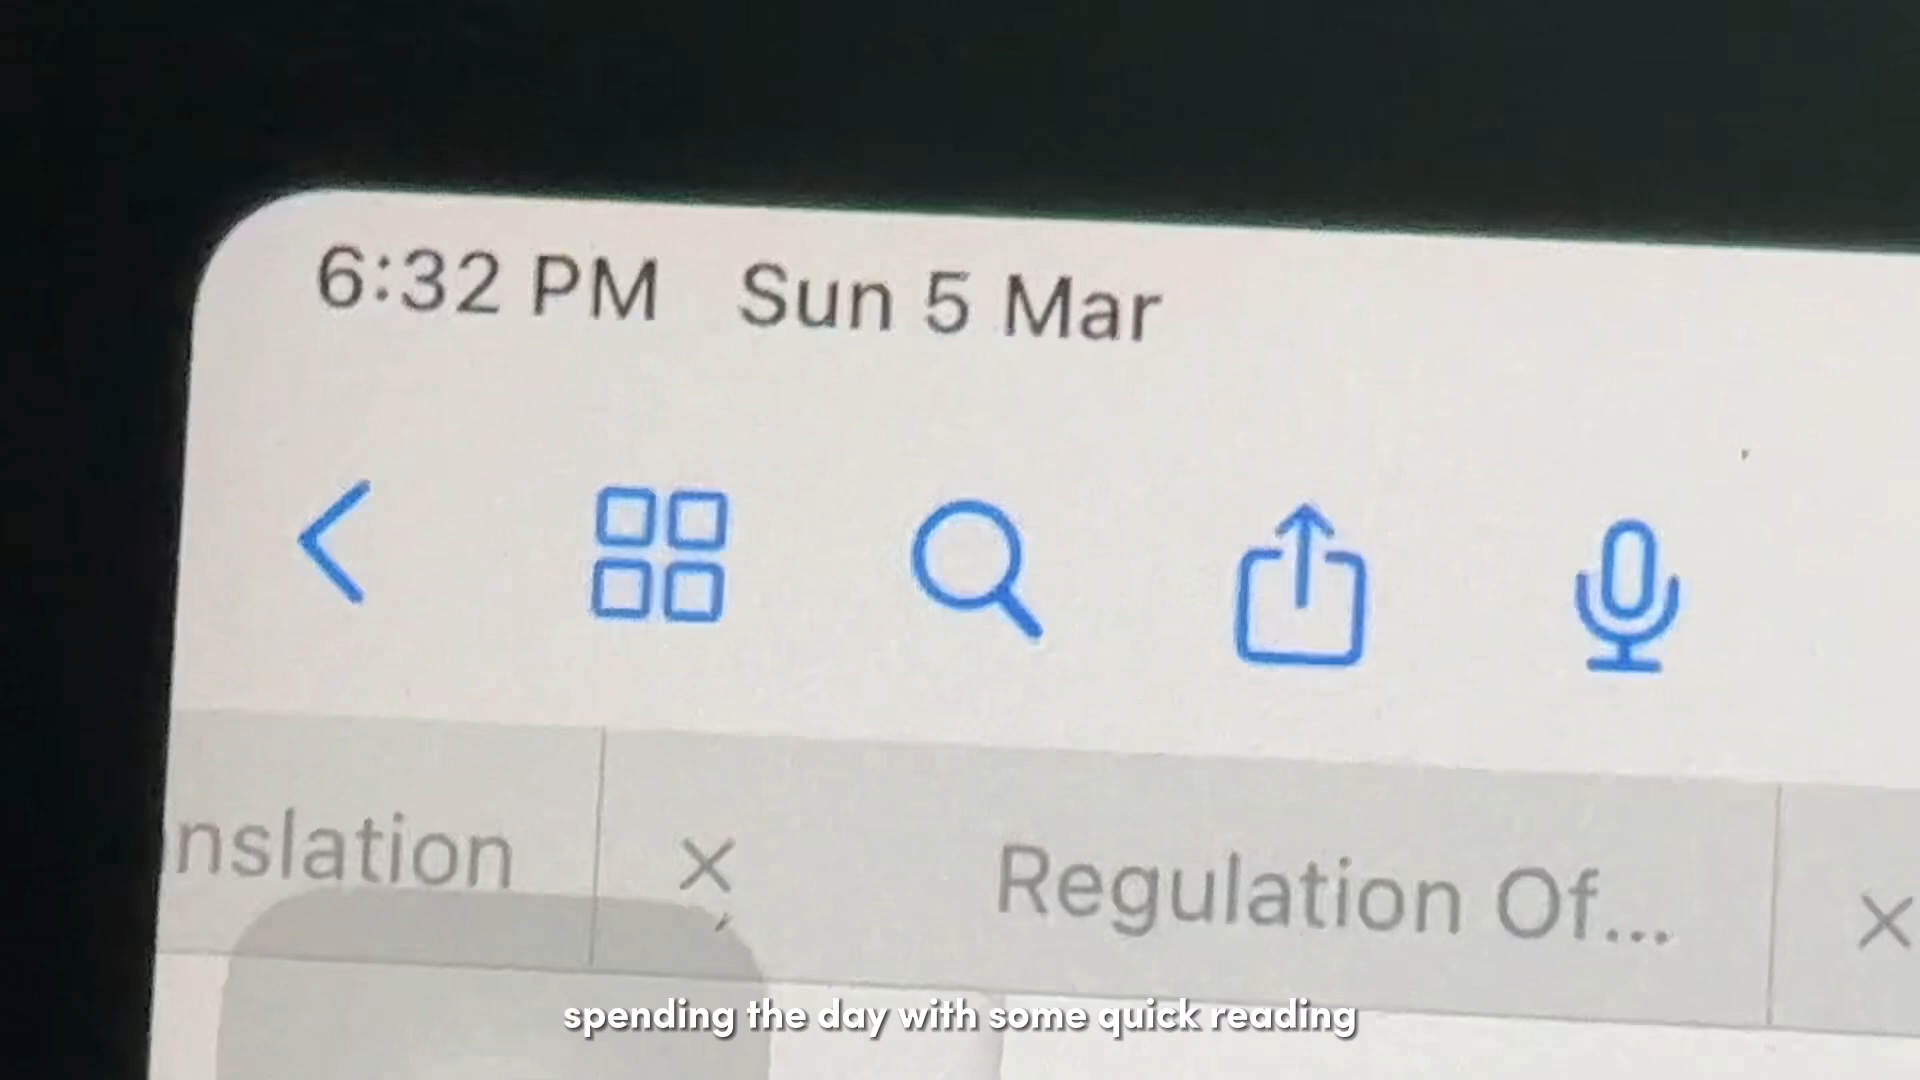 6:32 PM Sun 5 Mar
nslation
Regulation Of...
spending the day with some quick reading